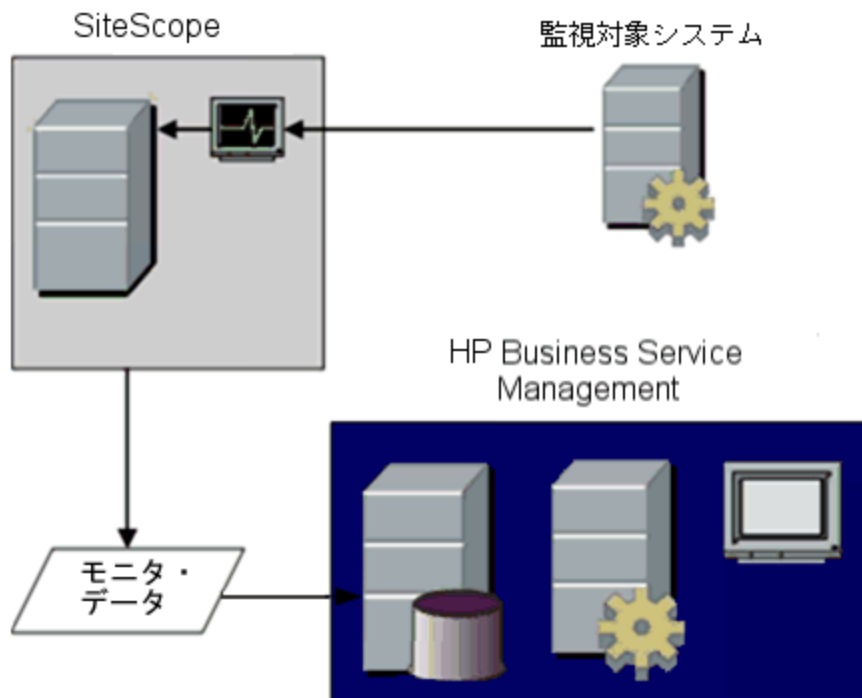 SiteScope
監視対象システム
HP Business Service
Management
モニタ・
データ